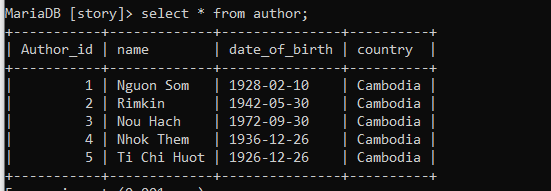 MariaDB [story]> select * from author;
+-----------+-------------+---------------+----------+
| Author_id | name        | date_of_birth | country  |
+-----------+-------------+---------------+----------+
|         1 | Nguon Som   | 1928-02-10    | Cambodia |
|         2 | Rimkin      | 1942-05-30    | Cambodia |
|         3 | Nou Hach    | 1972-09-30    | Cambodia |
|         4 | Nhok Them   | 1936-12-26    | Cambodia |
|         5 | Ti Chi Huot | 1926-12-26    | Cambodia |
+-----------+-------------+---------------+----------+